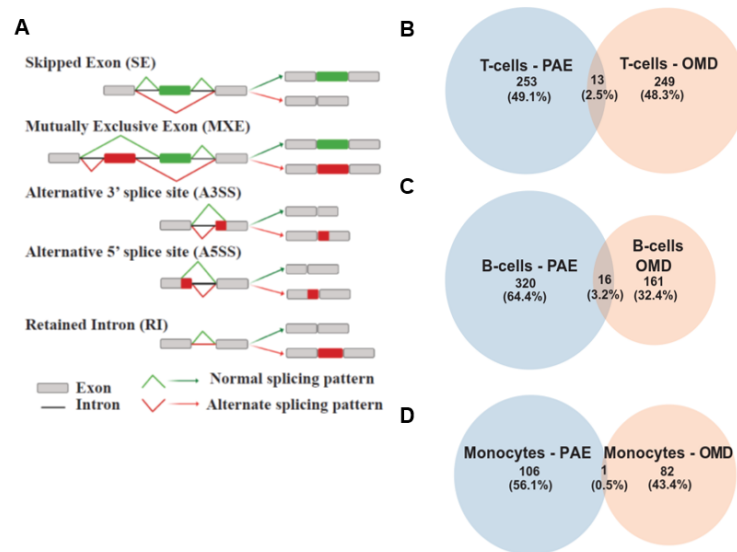 A
Skipped Exon (SE)
Mutually Exclusive Exon (MXE)
Alternative 3' splice site (A3SS)
Alternative 5' splice site (A5SS)
Retained Intron (RI)
Exon
Intron
Normal splicing pattern
Alternate splicing pattern
B
T-cells - PAE
253
(49.1%)
13
(2.5%)
T-cells - OMD
249
(48.3%)
C
B-cells - PAE
320
(64.4%)
16
(3.2%)
B-cells
OMD
161
(32.4%)
D
Monocytes - PAE
106
(56.1%)
1
(0.5%)
Monocytes - OMD
82
(43.4%)